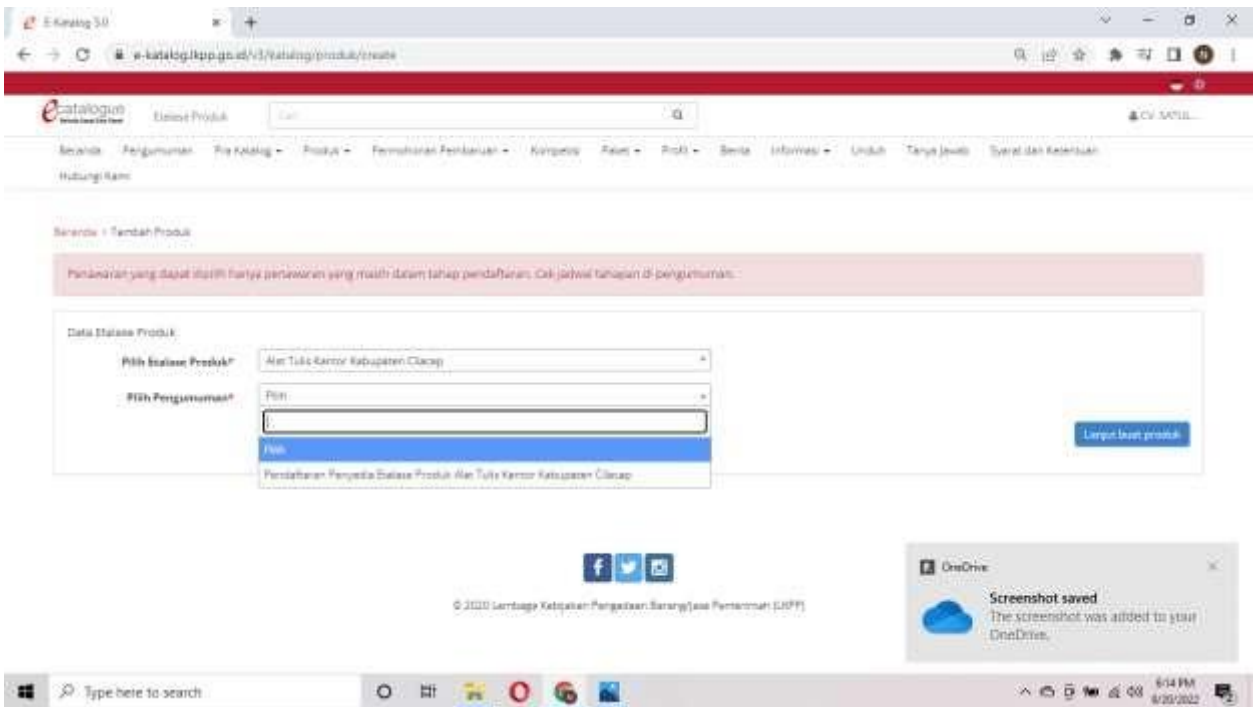 E-Katalog 5.0
e-katalog.lkpp.go.id/v3/katalog/produk/create
ecatalogue
Etalase Produk
Cari
CV. SATUL...
Beranda Pengumuman Pra Katalog Produk Permohonan Pembaruan Kompetisi Paket Profil Berita Informasi Unduh Tanya Jawab Syarat dan Ketentuan
Hubungi Kami
Beranda > Tambah Produk
Penawaran yang dapat dipilih hanya penawaran yang masih dalam tahap pendaftaran. Cek jadwal tahapan di pengumuman.
Data Etalase Produk
Pilih Etalase Produk*
Alat Tulis Kantor Kabupaten Cilacap
Pilih Pengumuman*
Pilih
Pilih
Pendaftaran Penyedia Etalase Produk Alat Tulis Kantor Kabupaten Cilacap
Lanjut buat produk
© 2020 Lembaga Kebijakan Pengadaan Barang/Jasa Pemerintah (LKPP)
OneDrive
Screenshot saved
The screenshot was added to your
OneDrive.
Type here to search
6:14 PM
8/20/2022